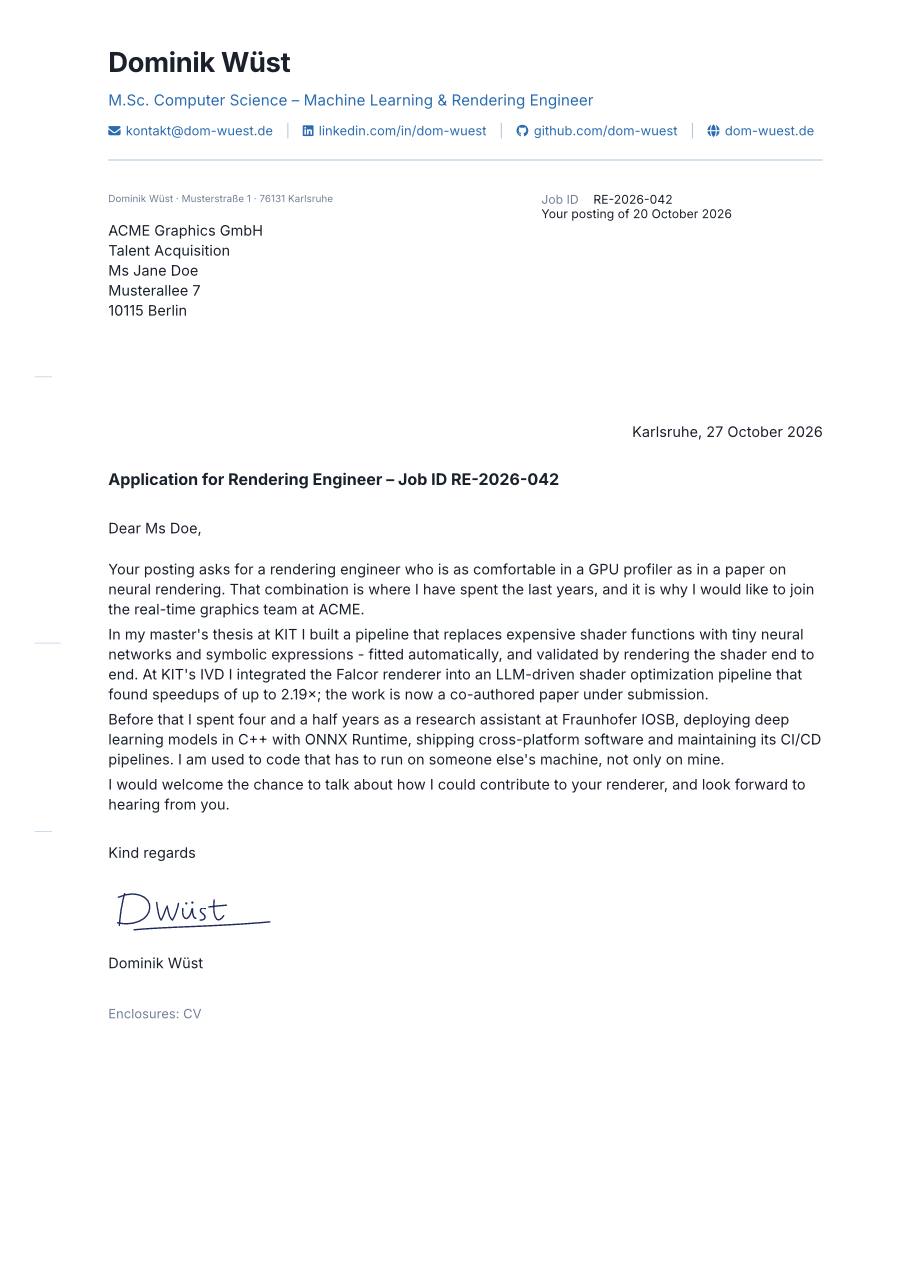 Dominik Wüst
M.Sc. Computer Science – Machine Learning & Rendering Engineer
kontakt@dom-wuest.de linkedin.com/in/dom-wuest github.com/dom-wuest dom-wuest.de
Dominik Wüst · Musterstraße 1 · 76131 Karlsruhe
Job ID RE-2026-042
Your posting of 20 October 2026
ACME Graphics GmbH
Talent Acquisition
Ms Jane Doe
Musterallee 7
10115 Berlin
Karlsruhe, 27 October 2026
Application for Rendering Engineer – Job ID RE-2026-042
Dear Ms Doe,
Your posting asks for a rendering engineer who is as comfortable in a GPU profiler as in a paper on
neural rendering. That combination is where I have spent the last years, and it is why I would like to join
the real-time graphics team at ACME.
In my master's thesis at KIT I built a pipeline that replaces expensive shader functions with tiny neural
networks and symbolic expressions - fitted automatically, and validated by rendering the shader end to
end. At KIT's IVD I integrated the Falcor renderer into an LLM-driven shader optimization pipeline that
found speedups of up to 2.19×; the work is now a co-authored paper under submission.
Before that I spent four and a half years as a research assistant at Fraunhofer IOSB, deploying deep
learning models in C++ with ONNX Runtime, shipping cross-platform software and maintaining its CI/CD
pipelines. I am used to code that has to run on someone else's machine, not only on mine.
I would welcome the chance to talk about how I could contribute to your renderer, and look forward to
hearing from you.
Kind regards
DWüst
Dominik Wüst
Enclosures: CV